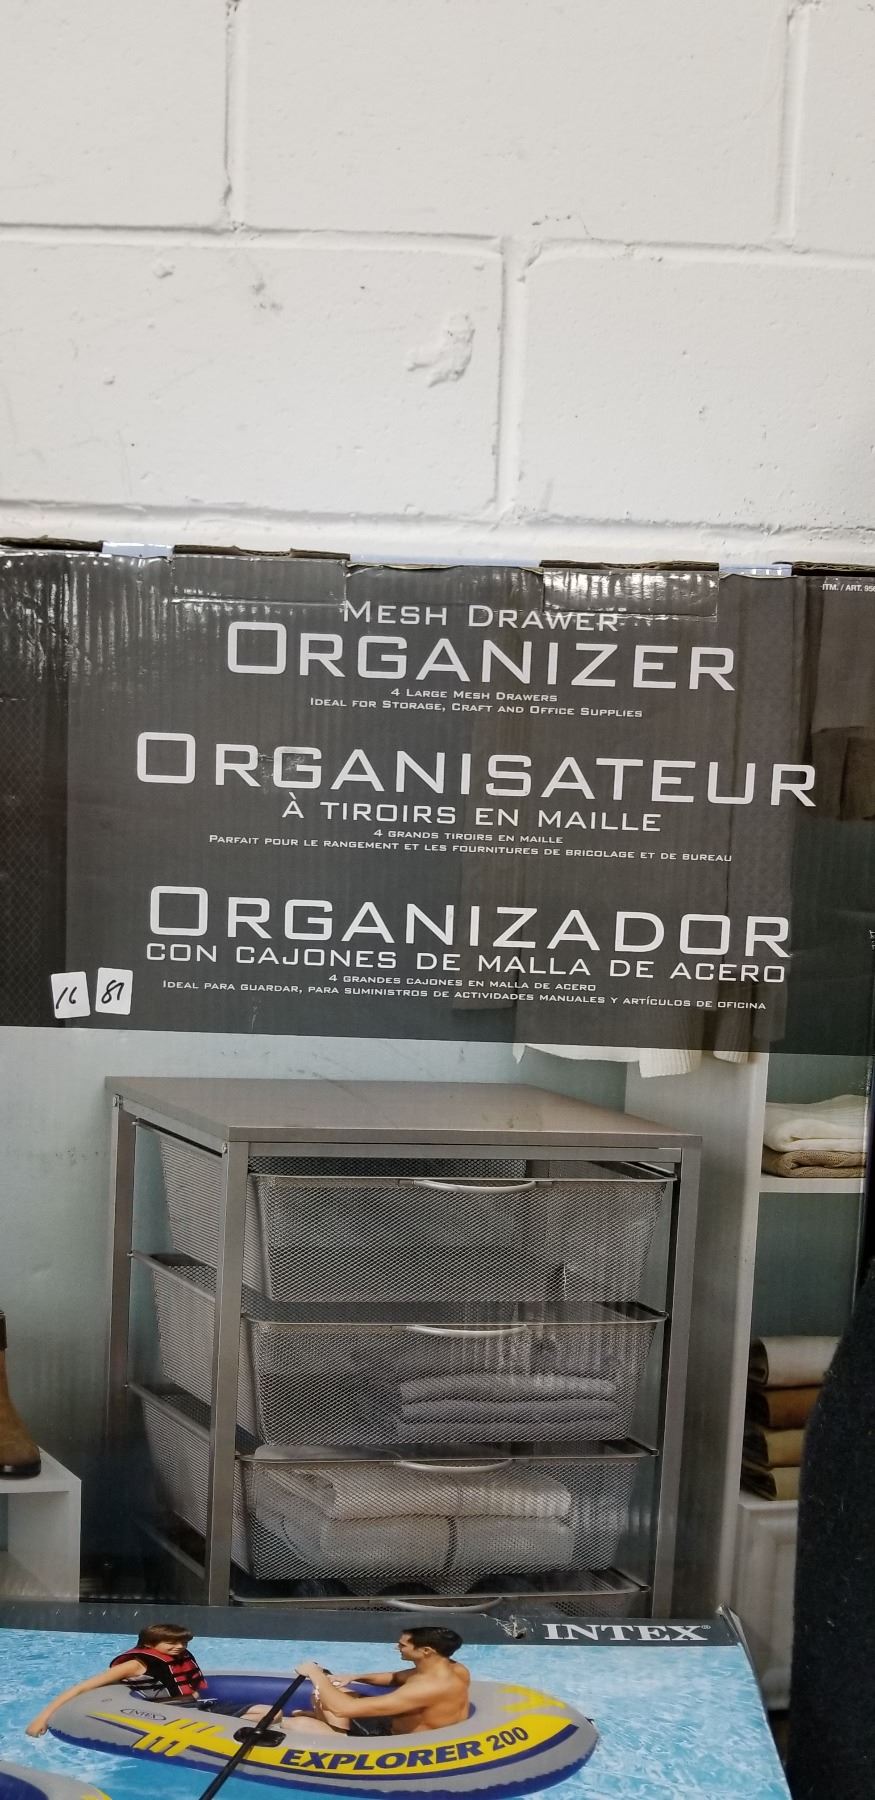 ITM. / ART. 956
MESH DRAWER
ORGANIZER
4 LARGE MESH DRAWERS
IDEAL FOR STORAGE, CRAFT AND OFFICE SUPPLIES
ORGANISATEUR
À TIROIRS EN MAILLE
4 GRANDS TIROIRS EN MAILLE
PARFAIT POUR LE RANGEMENT ET LES FOURNITURES DE BRICOLAGE ET DE BUREAU
ORGANIZADOR
CON CAJONES DE MALLA DE ACERO
4 GRANDES CAJONES EN MALLA DE ACERO
IDEAL PARA GUARDAR, PARA SUMINISTROS DE ACTIVIDADES MANUALES Y ARTÍCULOS DE OFICINA
16 81
INTEX®
INTEX
EXPLORER 200